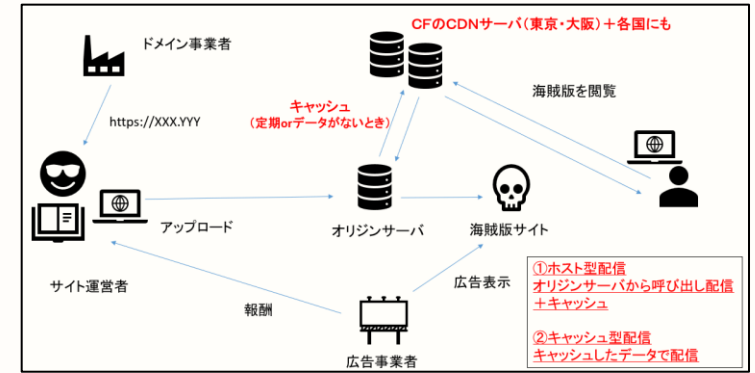 CFのCDNサーバ(東京・大阪)+各国にも
ドメイン事業者
キャッシュ
(定期orデータがないとき)
海賊版を閲覧
https://XXX.YYY
アップロード
オリジンサーバ
海賊版サイト
サイト運営者
報酬
広告表示
広告事業者
①ホスト型配信
オリジンサーバから呼び出し配信
+キャッシュ
②キャッシュ型配信
キャッシュしたデータで配信